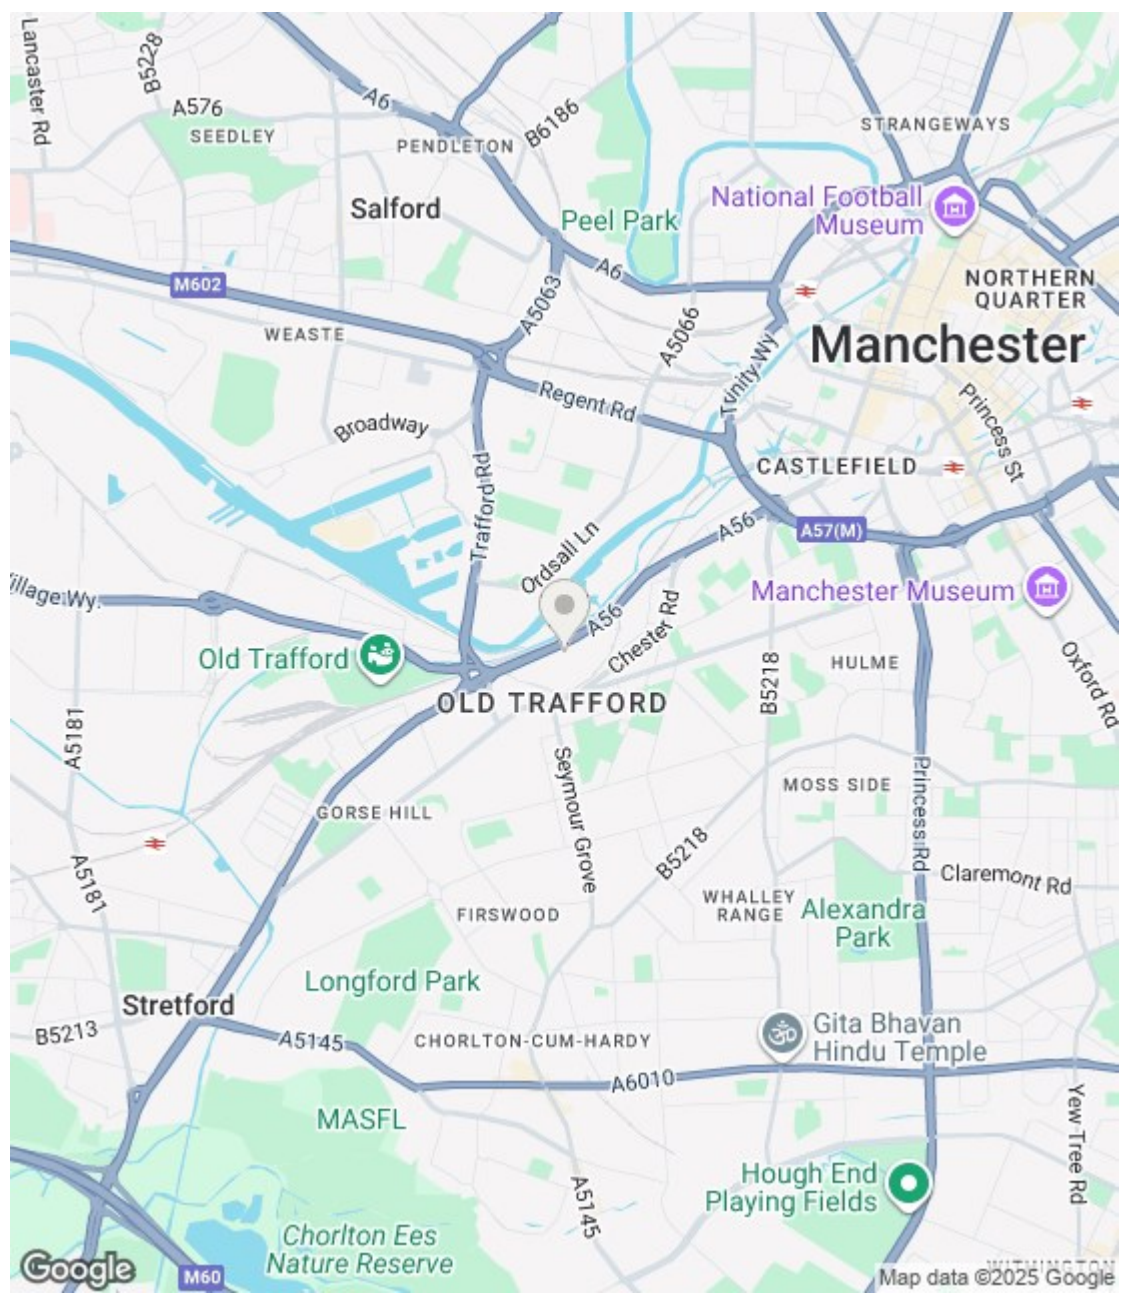 Lancaster Rd
B5228
A576
SEEDLEY
A6
PENDLETON
B6186
STRANGEWAYS
Salford
Peel Park
National Football
Museum
A6
M602
A5063
NORTHERN
QUARTER
WEASTE
A5066
Trinity Wy
Manchester
Regent Rd
Broadway
Princess St
Trafford Rd
CASTLEFIELD
Ordsall Ln
A56
A57(M)
Village Wy.
A56
Manchester Museum
Chester Rd
Old Trafford
B5218
HULME
Oxford Rd
OLD TRAFFORD
A5181
Seymour Grove
Princess Rd
MOSS SIDE
GORSE HILL
B5218
A5181
Claremont Rd
WHALLEY
RANGE
FIRSWOOD
Alexandra
Park
Longford Park
Stretford
B5213
A5145
CHORLTON-CUM-HARDY
Gita Bhavan
Hindu Temple
A6010
MASFL
Yew Tree Rd
Hough End
Playing Fields
A5145
Chorlton Ees
Nature Reserve
WITHINGTON
Google
M60
Map data ©2025 Google